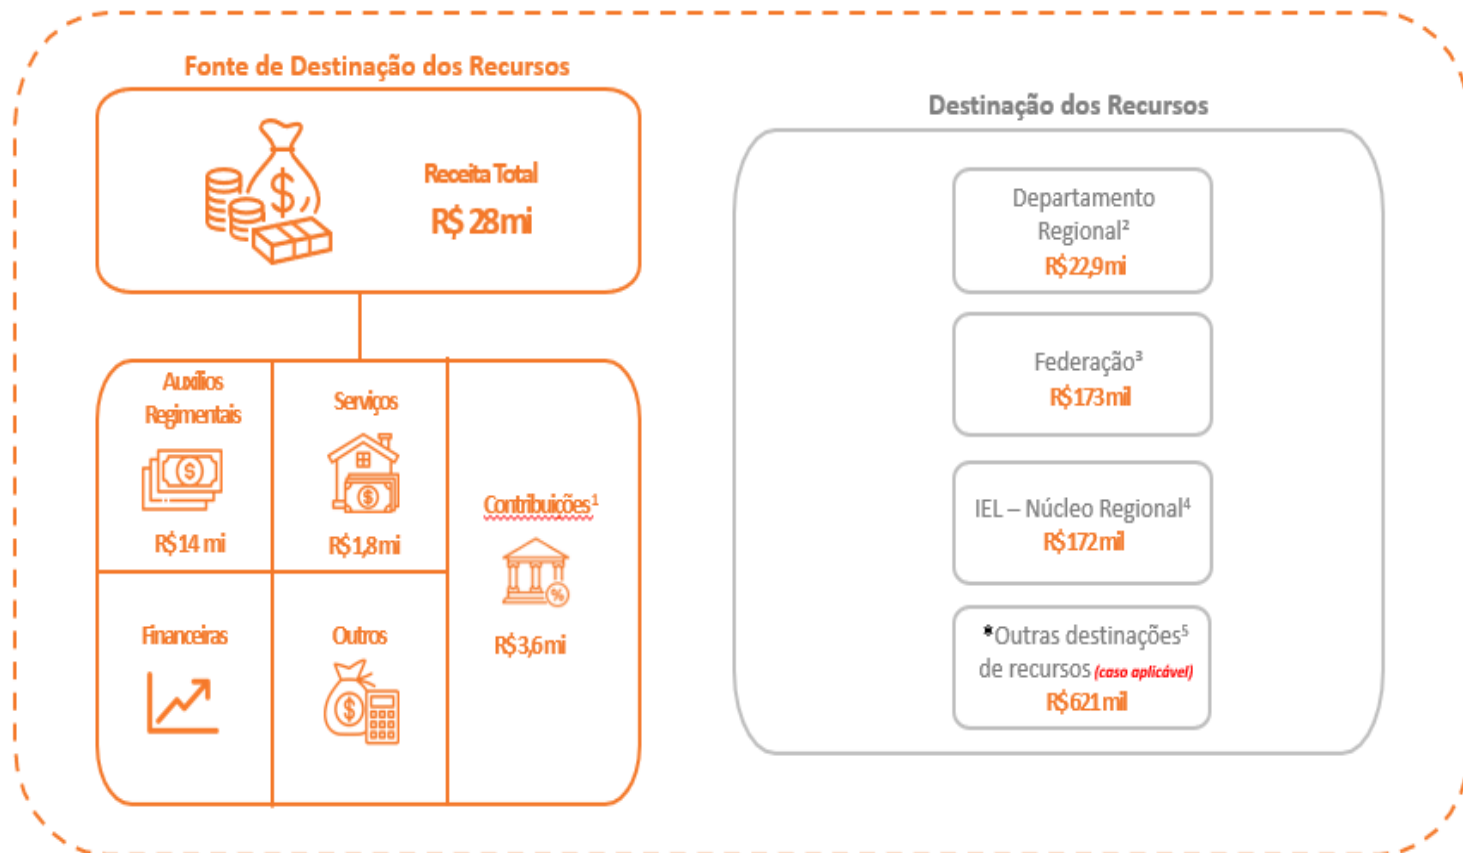 Fonte de Destinação dos Recursos
Receita Total
R$ 28 mi
Auxílios
Regimentais
R$ 14 mi
Serviços
R$ 1,8 mi
Contribuições¹
R$ 3,6 mi
Financeiras
Outros
Destinação dos Recursos
Departamento
Regional²
R$ 22,9 mi
Federação³
R$ 173 mil
IEL – Núcleo Regional⁴
R$ 172 mil
*Outras destinações⁵
de recursos (caso aplicável)
R$ 621 mil